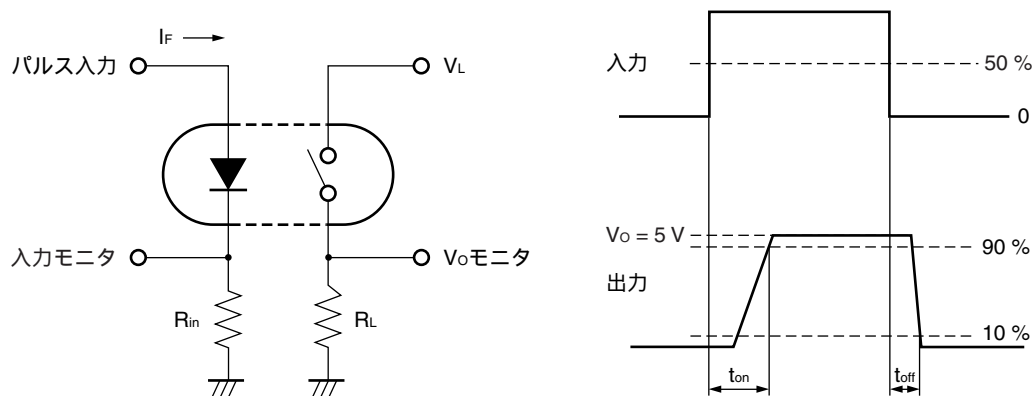 IF
パルス入力
VL
入力モニタ
VOモニタ
Rin
RL
入力
50 %
0
VO = 5 V
90 %
出力
10 %
ton
toff